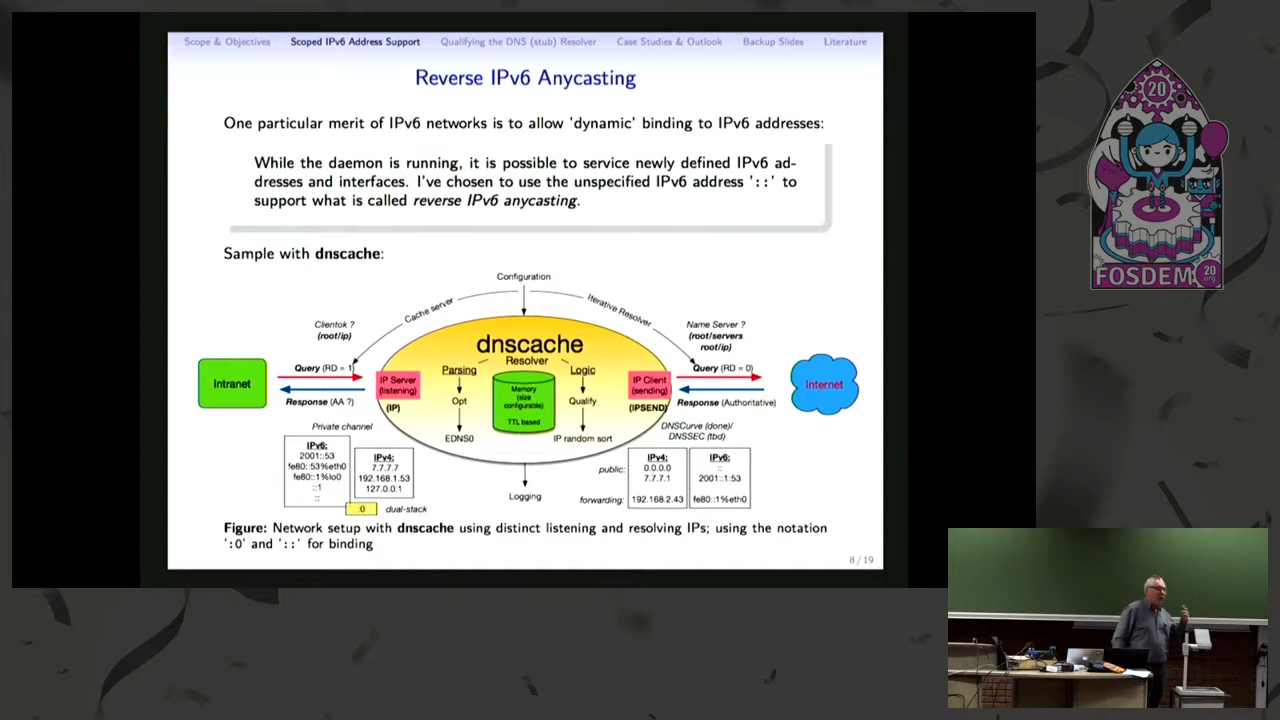 Scope & Objectives Scoped IPv6 Address Support Qualifying the DNS (stub) Resolver Case Studies & Outlook Backup Slides Literature
Reverse IPv6 Anycasting
One particular merit of IPv6 networks is to allow 'dynamic' binding to IPv6 addresses:
While the daemon is running, it is possible to service newly defined IPv6 ad-
dresses and interfaces. I've chosen to use the unspecified IPv6 address '::' to
support what is called reverse IPv6 anycasting.
Sample with dnscache:
Configuration
Cache server
Iterative Resolver
Clientok ?
(root/ip)
Name Server ?
(root/servers
root/ip)
dnscache
Resolver
Parsing
Logic
Query (RD = 1)
Query (RD = 0)
Intranet
IP Server
(listening)
(IP)
Memory
(size
configurable)
TTL based
IP Client
(sending)
(IPSEND)
Internet
Response (AA ?)
Response (Authoritative)
Opt
Qualify
EDNS0
IP random sort
Private channel
DNSCurve (done)/
DNSSEC (tbd)
IPv6:
2001::53
fe80::53%eth0
fe80::1%lo0
::1
::
IPv4:
7.7.7.7
192.168.1.53
127.0.0.1
:0 dual-stack
Logging
public:
forwarding:
IPv4:
0.0.0.0
7.7.7.1
192.168.2.43
IPv6:
::
2001::1:53
fe80::1%eth0
Figure: Network setup with dnscache using distinct listening and resolving IPs; using the notation
':0' and '::' for binding
8 / 19
20
FOSDEM
20
.org